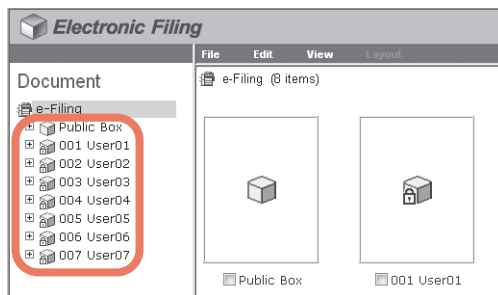 Electronic Filing
File Edit View Layout
Document
e-Filing (8 items)
e-Filing
Public Box
001 User01
002 User02
003 User03
004 User04
005 User05
006 User06
007 User07
Public Box
001 User01